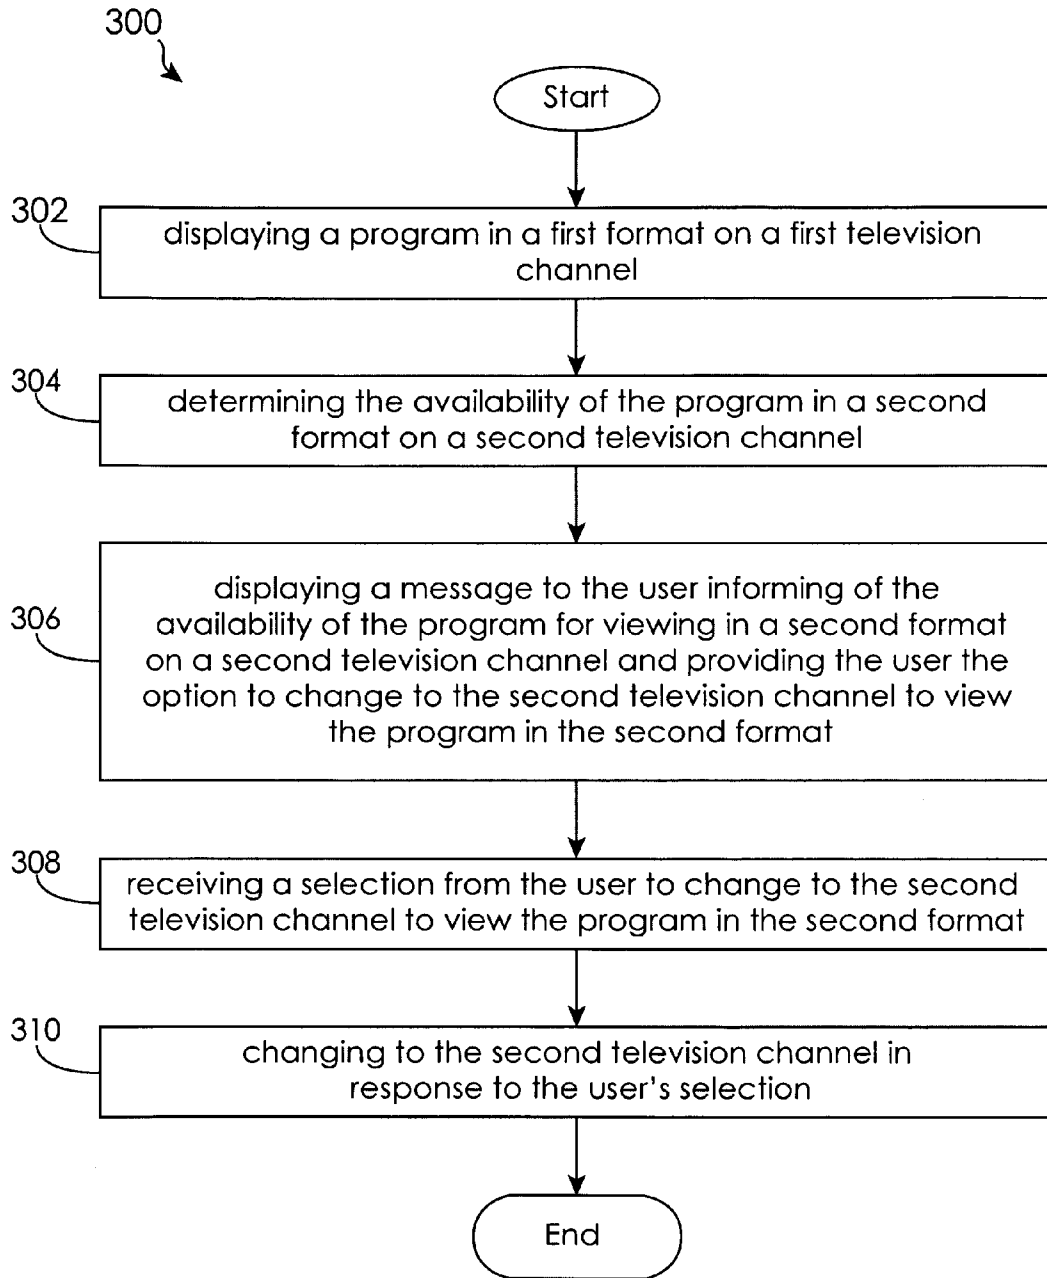 300
Start
302
displaying a program in a first format on a first television
channel
304
determining the availability of the program in a second
format on a second television channel
306
displaying a message to the user informing of the
availability of the program for viewing in a second format
on a second television channel and providing the user the
option to change to the second television channel to view
the program in the second format
308
receiving a selection from the user to change to the second
television channel to view the program in the second format
310
changing to the second television channel in
response to the user's selection
End